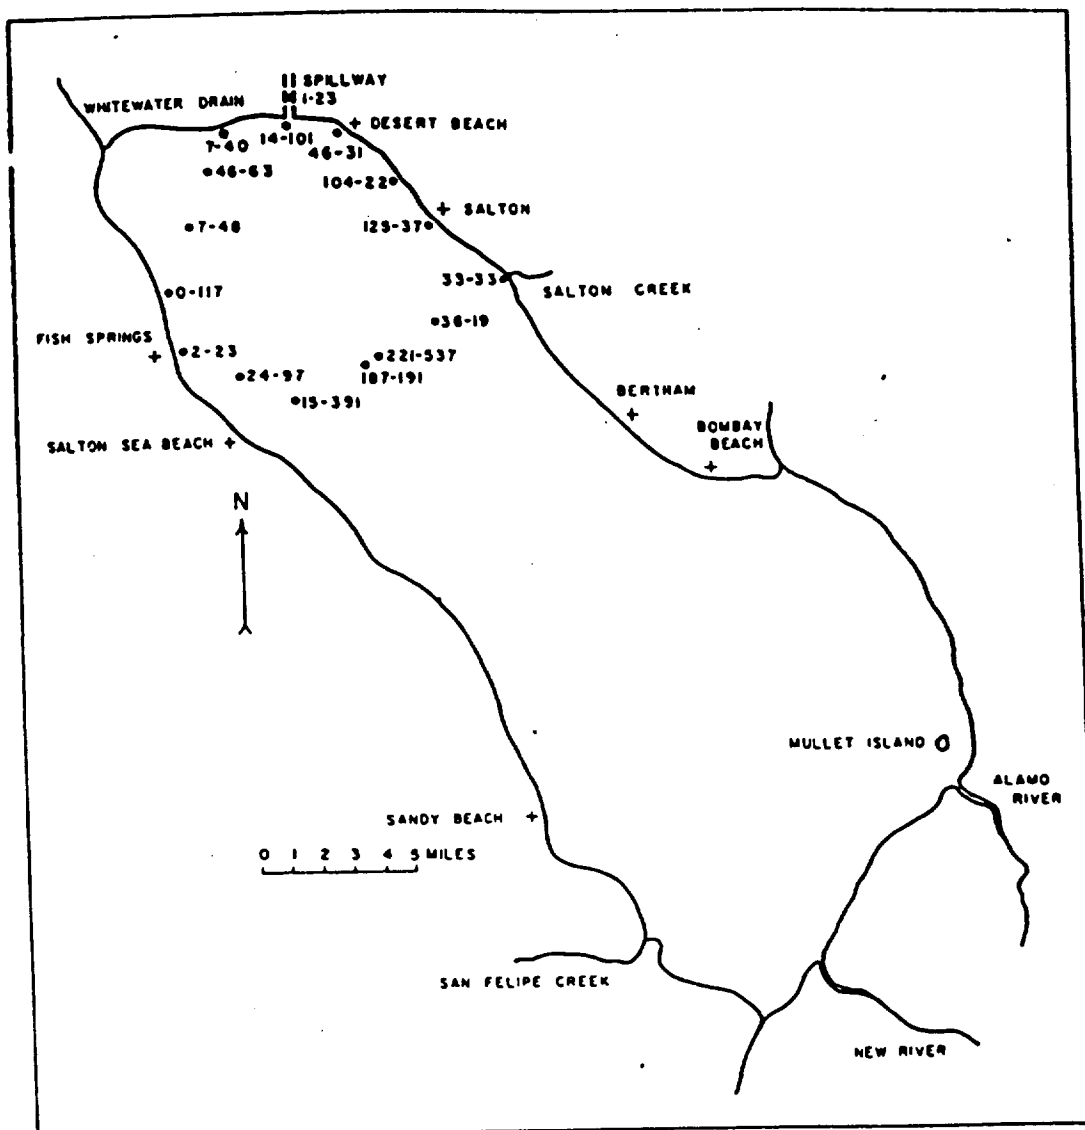 SPILLWAY
M 1-23
WHITEWATER DRAIN
DESERT BEACH
7-40
14-101
46-31
46-63
104-22
SALTON
7-48
125-37
33-33
SALTON CREEK
0-117
36-19
FISH SPRINGS
2-23
221-537
187-191
24-97
15-391
BERTHAM
BOMBAY
BEACH
SALTON SEA BEACH
N
MULLET ISLAND
ALAMO
RIVER
SANDY BEACH
0 1 2 3 4 5 MILES
SAN FELIPE CREEK
NEW RIVER